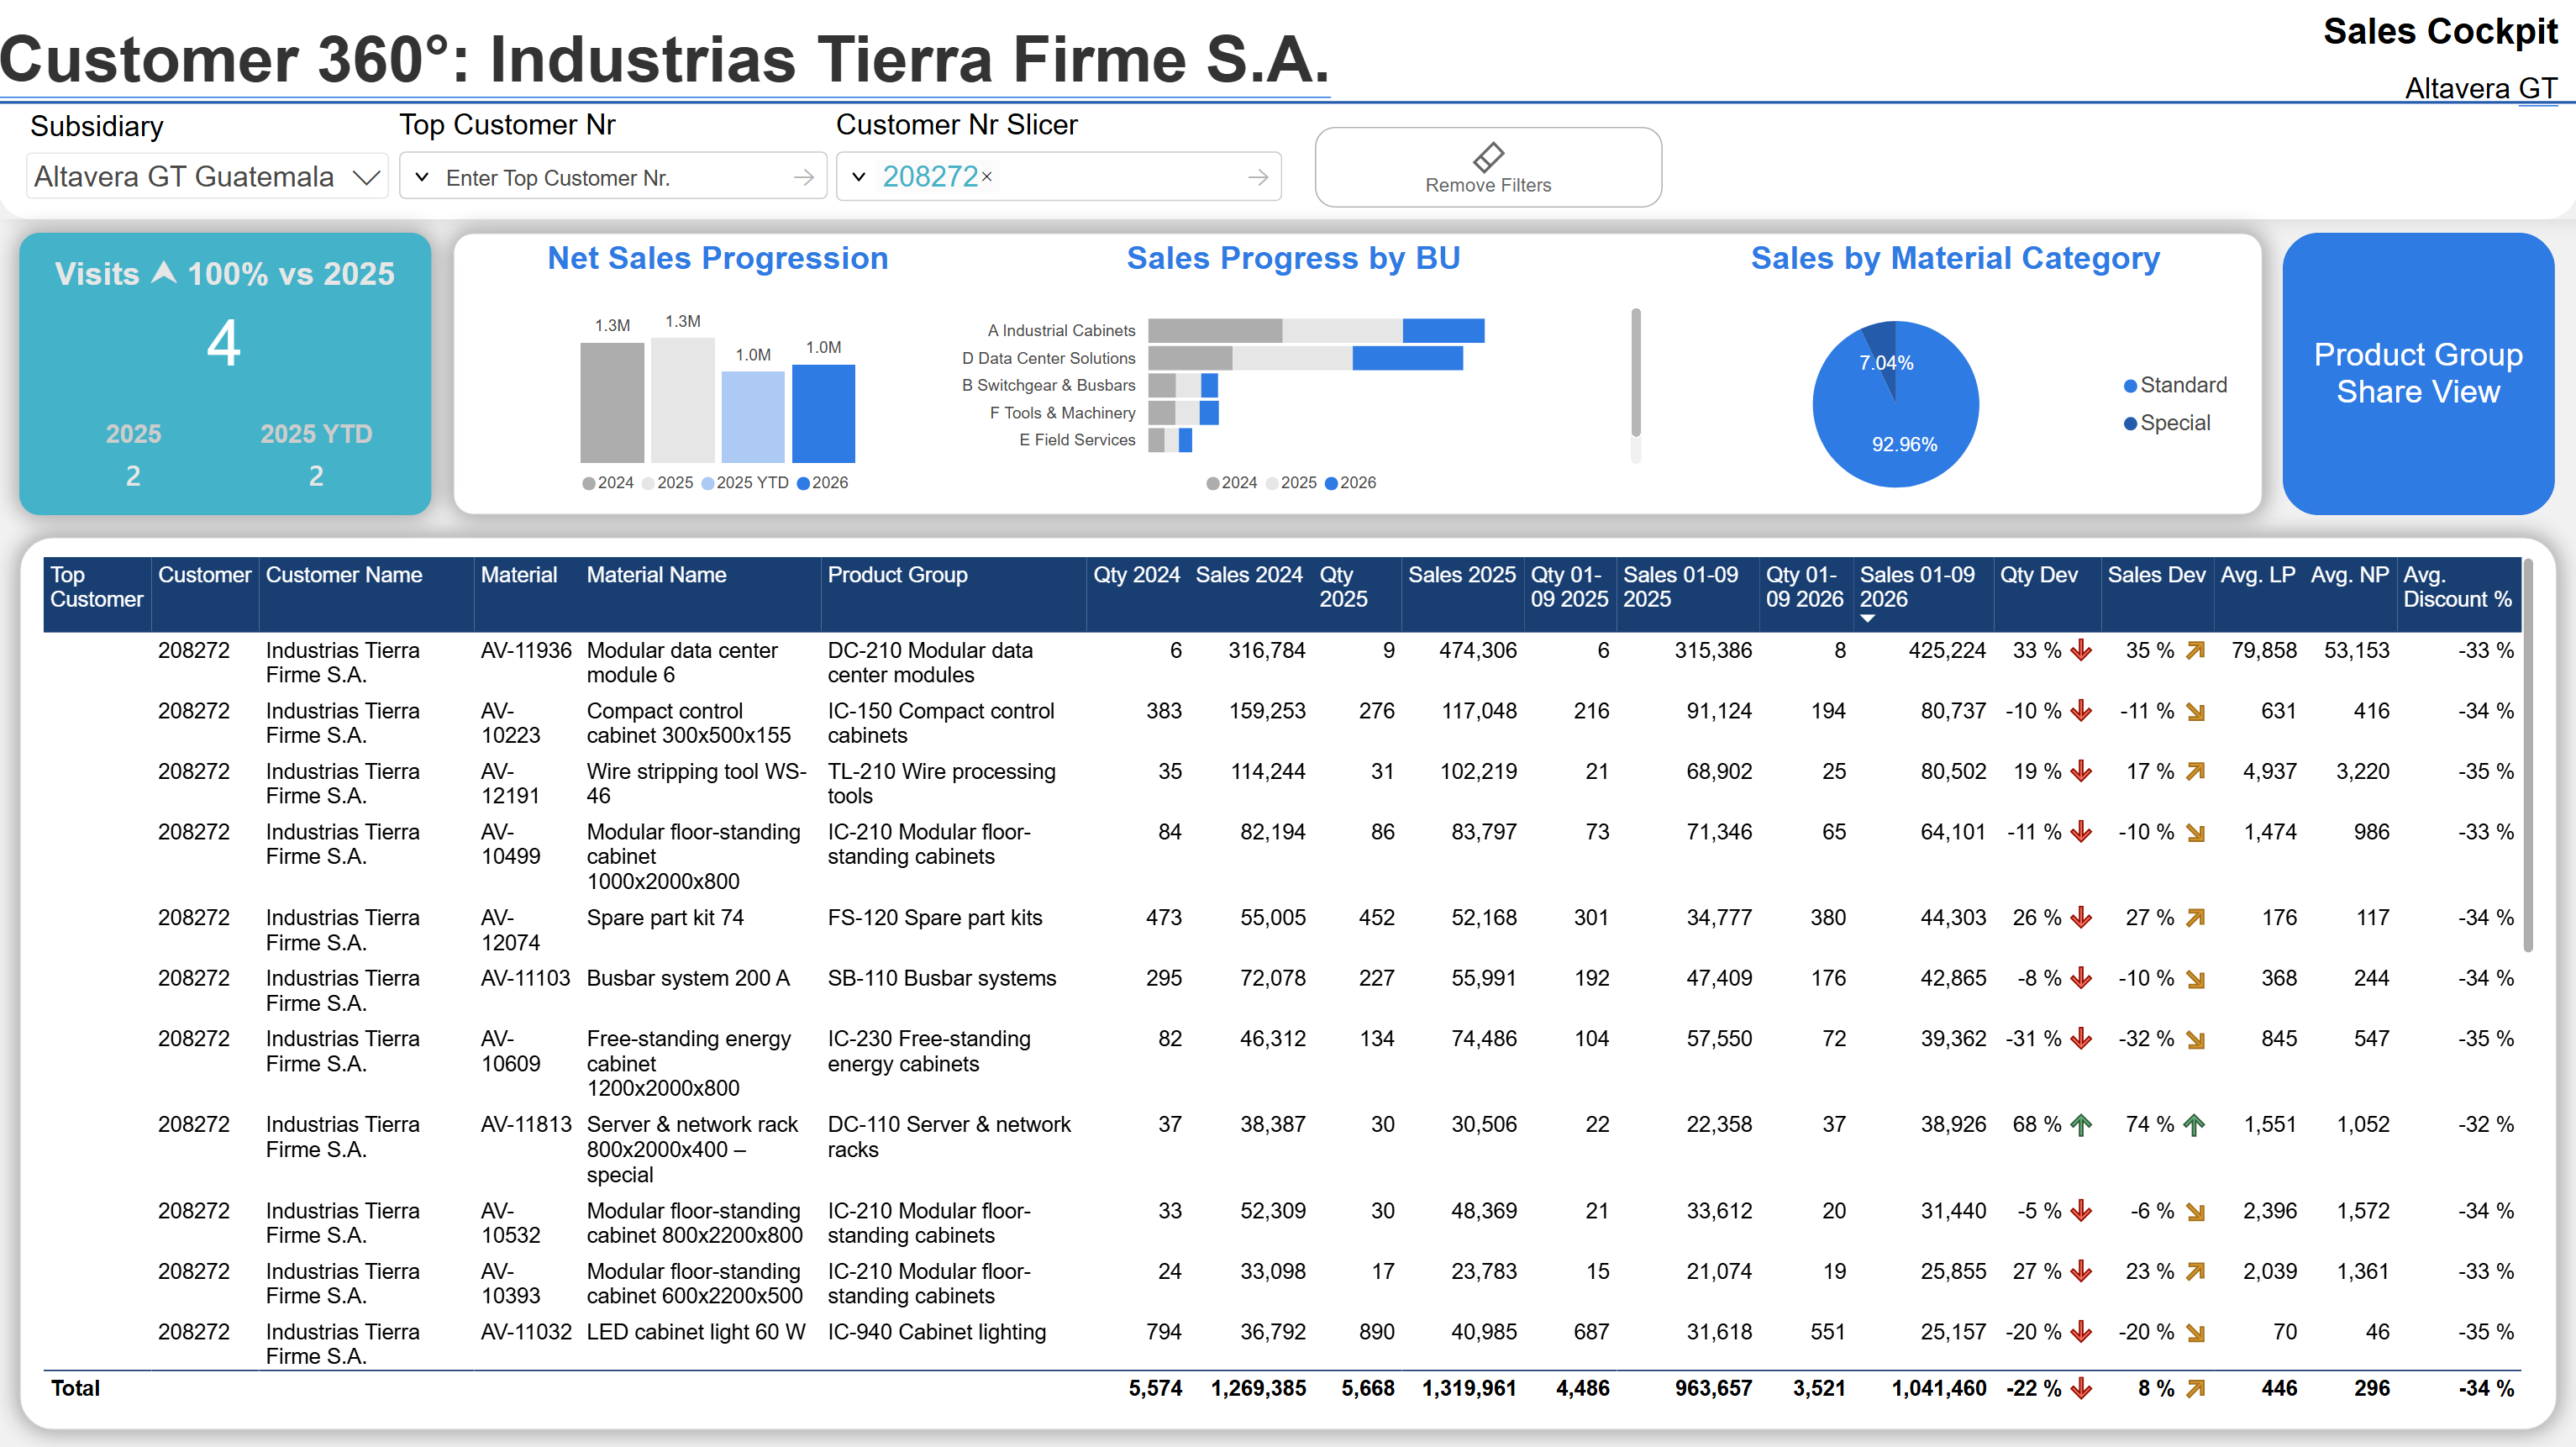 Customer 360°: Industrias Tierra Firme S.A.
Sales Cockpit
Altavera GT
Subsidiary
Top Customer Nr
Customer Nr Slicer
Altavera GT Guatemala
Enter Top Customer Nr.
208272×
Remove Filters
Visits 100% vs 2025
4
2025 2025 YTD
2 2
Net Sales Progression
1.3M 1.3M 1.0M 1.0M
2024 2025 2025 YTD 2026
Sales Progress by BU
A Industrial Cabinets
D Data Center Solutions
B Switchgear & Busbars
F Tools & Machinery
E Field Services
2024 2025 2026
Sales by Material Category
7.04%
92.96%
Standard
Special
Product Group
Share View
Top Customer Customer Name Material Material Name Product Group Qty 2024 Sales 2024 Qty Sales 2025 Qty 01- Sales 01-09 Qty 01- Sales 01-09 Qty Dev Sales Dev Avg. LP Avg. NP Avg.
Customer 2025 09 2025 2025 09 2026 2026 Discount %
208272 Industrias Tierra AV-11936 Modular data center DC-210 Modular data 6 316,784 9 474,306 6 315,386 8 425,224 33 % 35 % 79,858 53,153 -33 %
Firme S.A. module 6 center modules
208272 Industrias Tierra AV- Compact control IC-150 Compact control 383 159,253 276 117,048 216 91,124 194 80,737 -10 % -11 % 631 416 -34 %
Firme S.A. 10223 cabinet 300x500x155 cabinets
208272 Industrias Tierra AV- Wire stripping tool WS- TL-210 Wire processing 35 114,244 31 102,219 21 68,902 25 80,502 19 % 17 % 4,937 3,220 -35 %
Firme S.A. 12191 46 tools
208272 Industrias Tierra AV- Modular floor-standing IC-210 Modular floor- 84 82,194 86 83,797 73 71,346 65 64,101 -11 % -10 % 1,474 986 -33 %
Firme S.A. 10499 cabinet standing cabinets
1000x2000x800
208272 Industrias Tierra AV- Spare part kit 74 FS-120 Spare part kits 473 55,005 452 52,168 301 34,777 380 44,303 26 % 27 % 176 117 -34 %
Firme S.A. 12074
208272 Industrias Tierra AV-11103 Busbar system 200 A SB-110 Busbar systems 295 72,078 227 55,991 192 47,409 176 42,865 -8 % -10 % 368 244 -34 %
Firme S.A.
208272 Industrias Tierra AV- Free-standing energy IC-230 Free-standing 82 46,312 134 74,486 104 57,550 72 39,362 -31 % -32 % 845 547 -35 %
Firme S.A. 10609 cabinet energy cabinets
1200x2000x800
208272 Industrias Tierra AV-11813 Server & network rack DC-110 Server & network 37 38,387 30 30,506 22 22,358 37 38,926 68 % 74 % 1,551 1,052 -32 %
Firme S.A. 800x2000x400 – racks
special
208272 Industrias Tierra AV- Modular floor-standing IC-210 Modular floor- 33 52,309 30 48,369 21 33,612 20 31,440 -5 % -6 % 2,396 1,572 -34 %
Firme S.A. 10532 cabinet 800x2200x800 standing cabinets
208272 Industrias Tierra AV- Modular floor-standing IC-210 Modular floor- 24 33,098 17 23,783 15 21,074 19 25,855 27 % 23 % 2,039 1,361 -33 %
Firme S.A. 10393 cabinet 600x2200x500 standing cabinets
208272 Industrias Tierra AV-11032 LED cabinet light 60 W IC-940 Cabinet lighting 794 36,792 890 40,985 687 31,618 551 25,157 -20 % -20 % 70 46 -35 %
Firme S.A.
Total 5,574 1,269,385 5,668 1,319,961 4,486 963,657 3,521 1,041,460 -22 % 8 % 446 296 -34 %